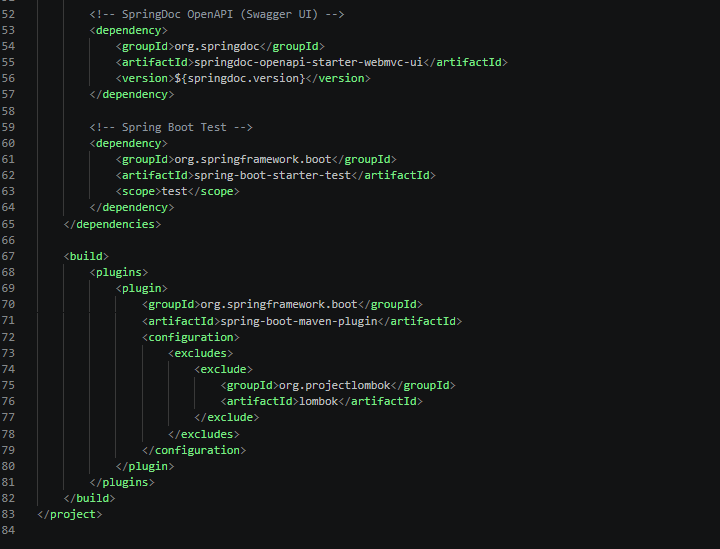 52 <!-- SpringDoc OpenAPI (Swagger UI) -->
53 <dependency>
54 <groupId>org.springdoc</groupId>
55 <artifactId>springdoc-openapi-starter-webmvc-ui</artifactId>
56 <version>${springdoc.version}</version>
57 </dependency>
58
59 <!-- Spring Boot Test -->
60 <dependency>
61 <groupId>org.springframework.boot</groupId>
62 <artifactId>spring-boot-starter-test</artifactId>
63 <scope>test</scope>
64 </dependency>
65 </dependencies>
66
67 <build>
68 <plugins>
69 <plugin>
70 <groupId>org.springframework.boot</groupId>
71 <artifactId>spring-boot-maven-plugin</artifactId>
72 <configuration>
73 <excludes>
74 <exclude>
75 <groupId>org.projectlombok</groupId>
76 <artifactId>lombok</artifactId>
77 </exclude>
78 </excludes>
79 </configuration>
80 </plugin>
81 </plugins>
82 </build>
83 </project>
84